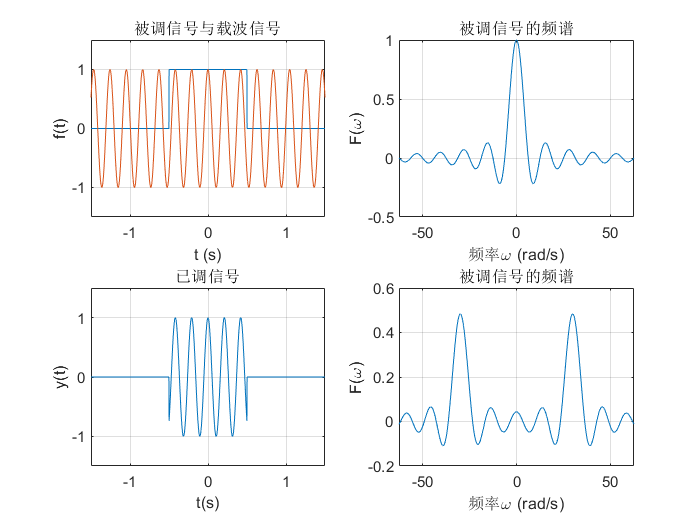 被调信号与载波信号
1
0
-1
f(t)
-1
0
1
t (s)
被调信号的频谱
1
0.5
0
-0.5
F(ω)
-50
0
50
频率ω (rad/s)
已调信号
1
0
-1
y(t)
-1
0
1
t(s)
被调信号的频谱
0.6
0.4
0.2
0
-0.2
F(ω)
-50
0
50
频率ω (rad/s)